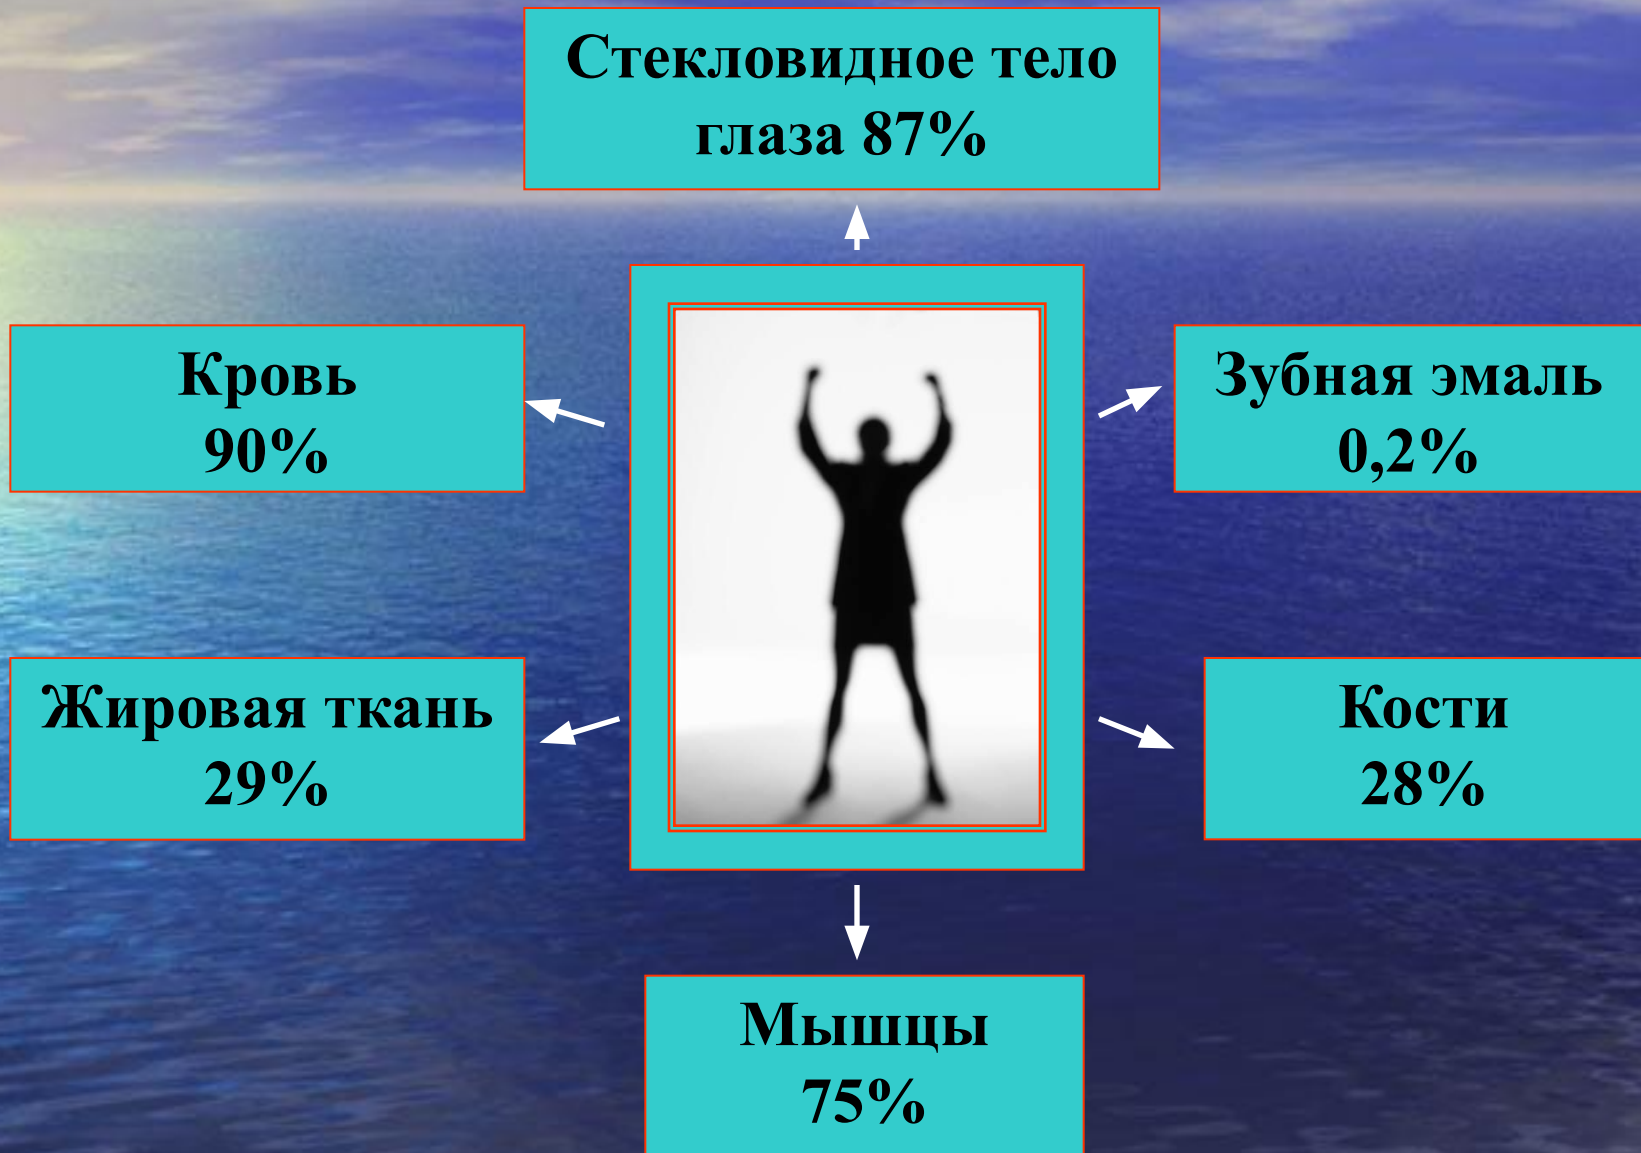 Стекловидное тело
глаза 87%
Кровь
90%
Зубная эмаль
0,2%
Жировая ткань
29%
Кости
28%
Мышцы
75%